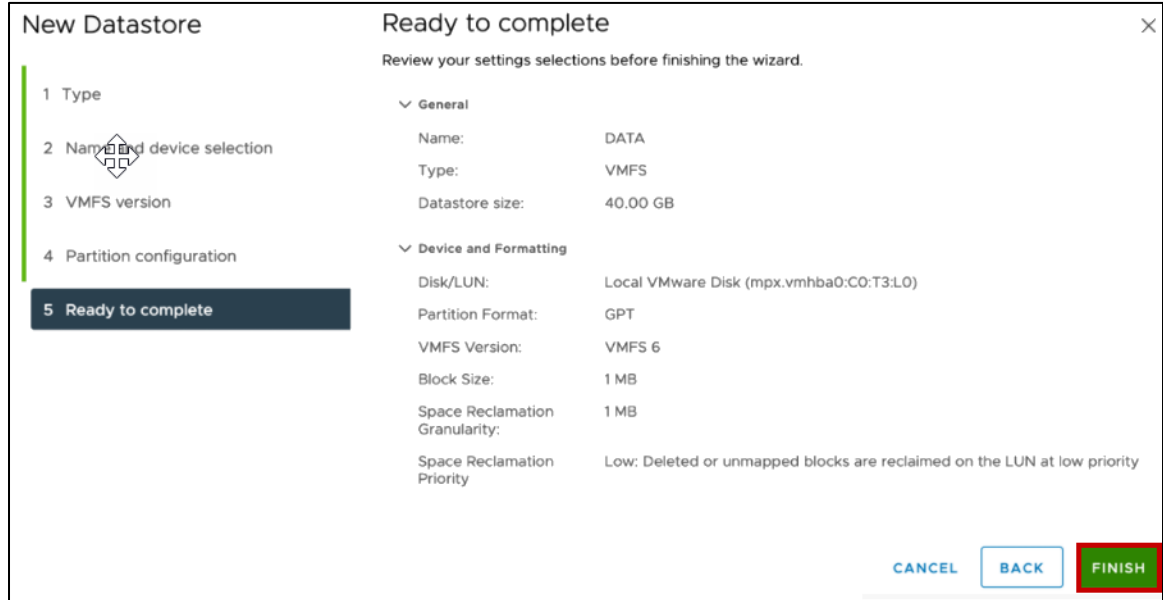 New Datastore
1 Type
2 Name and device selection
3 VMFS version
4 Partition configuration
5 Ready to complete
Ready to complete
Review your settings selections before finishing the wizard.
General
Name: DATA
Type: VMFS
Datastore size: 40.00 GB
Device and Formatting
Disk/LUN: Local VMware Disk (mpx.vmhba0:C0:T3:L0)
Partition Format: GPT
VMFS Version: VMFS 6
Block Size: 1 MB
Space Reclamation 1 MB
Granularity:
Space Reclamation Low: Deleted or unmapped blocks are reclaimed on the LUN at low priority
Priority
CANCEL BACK FINISH